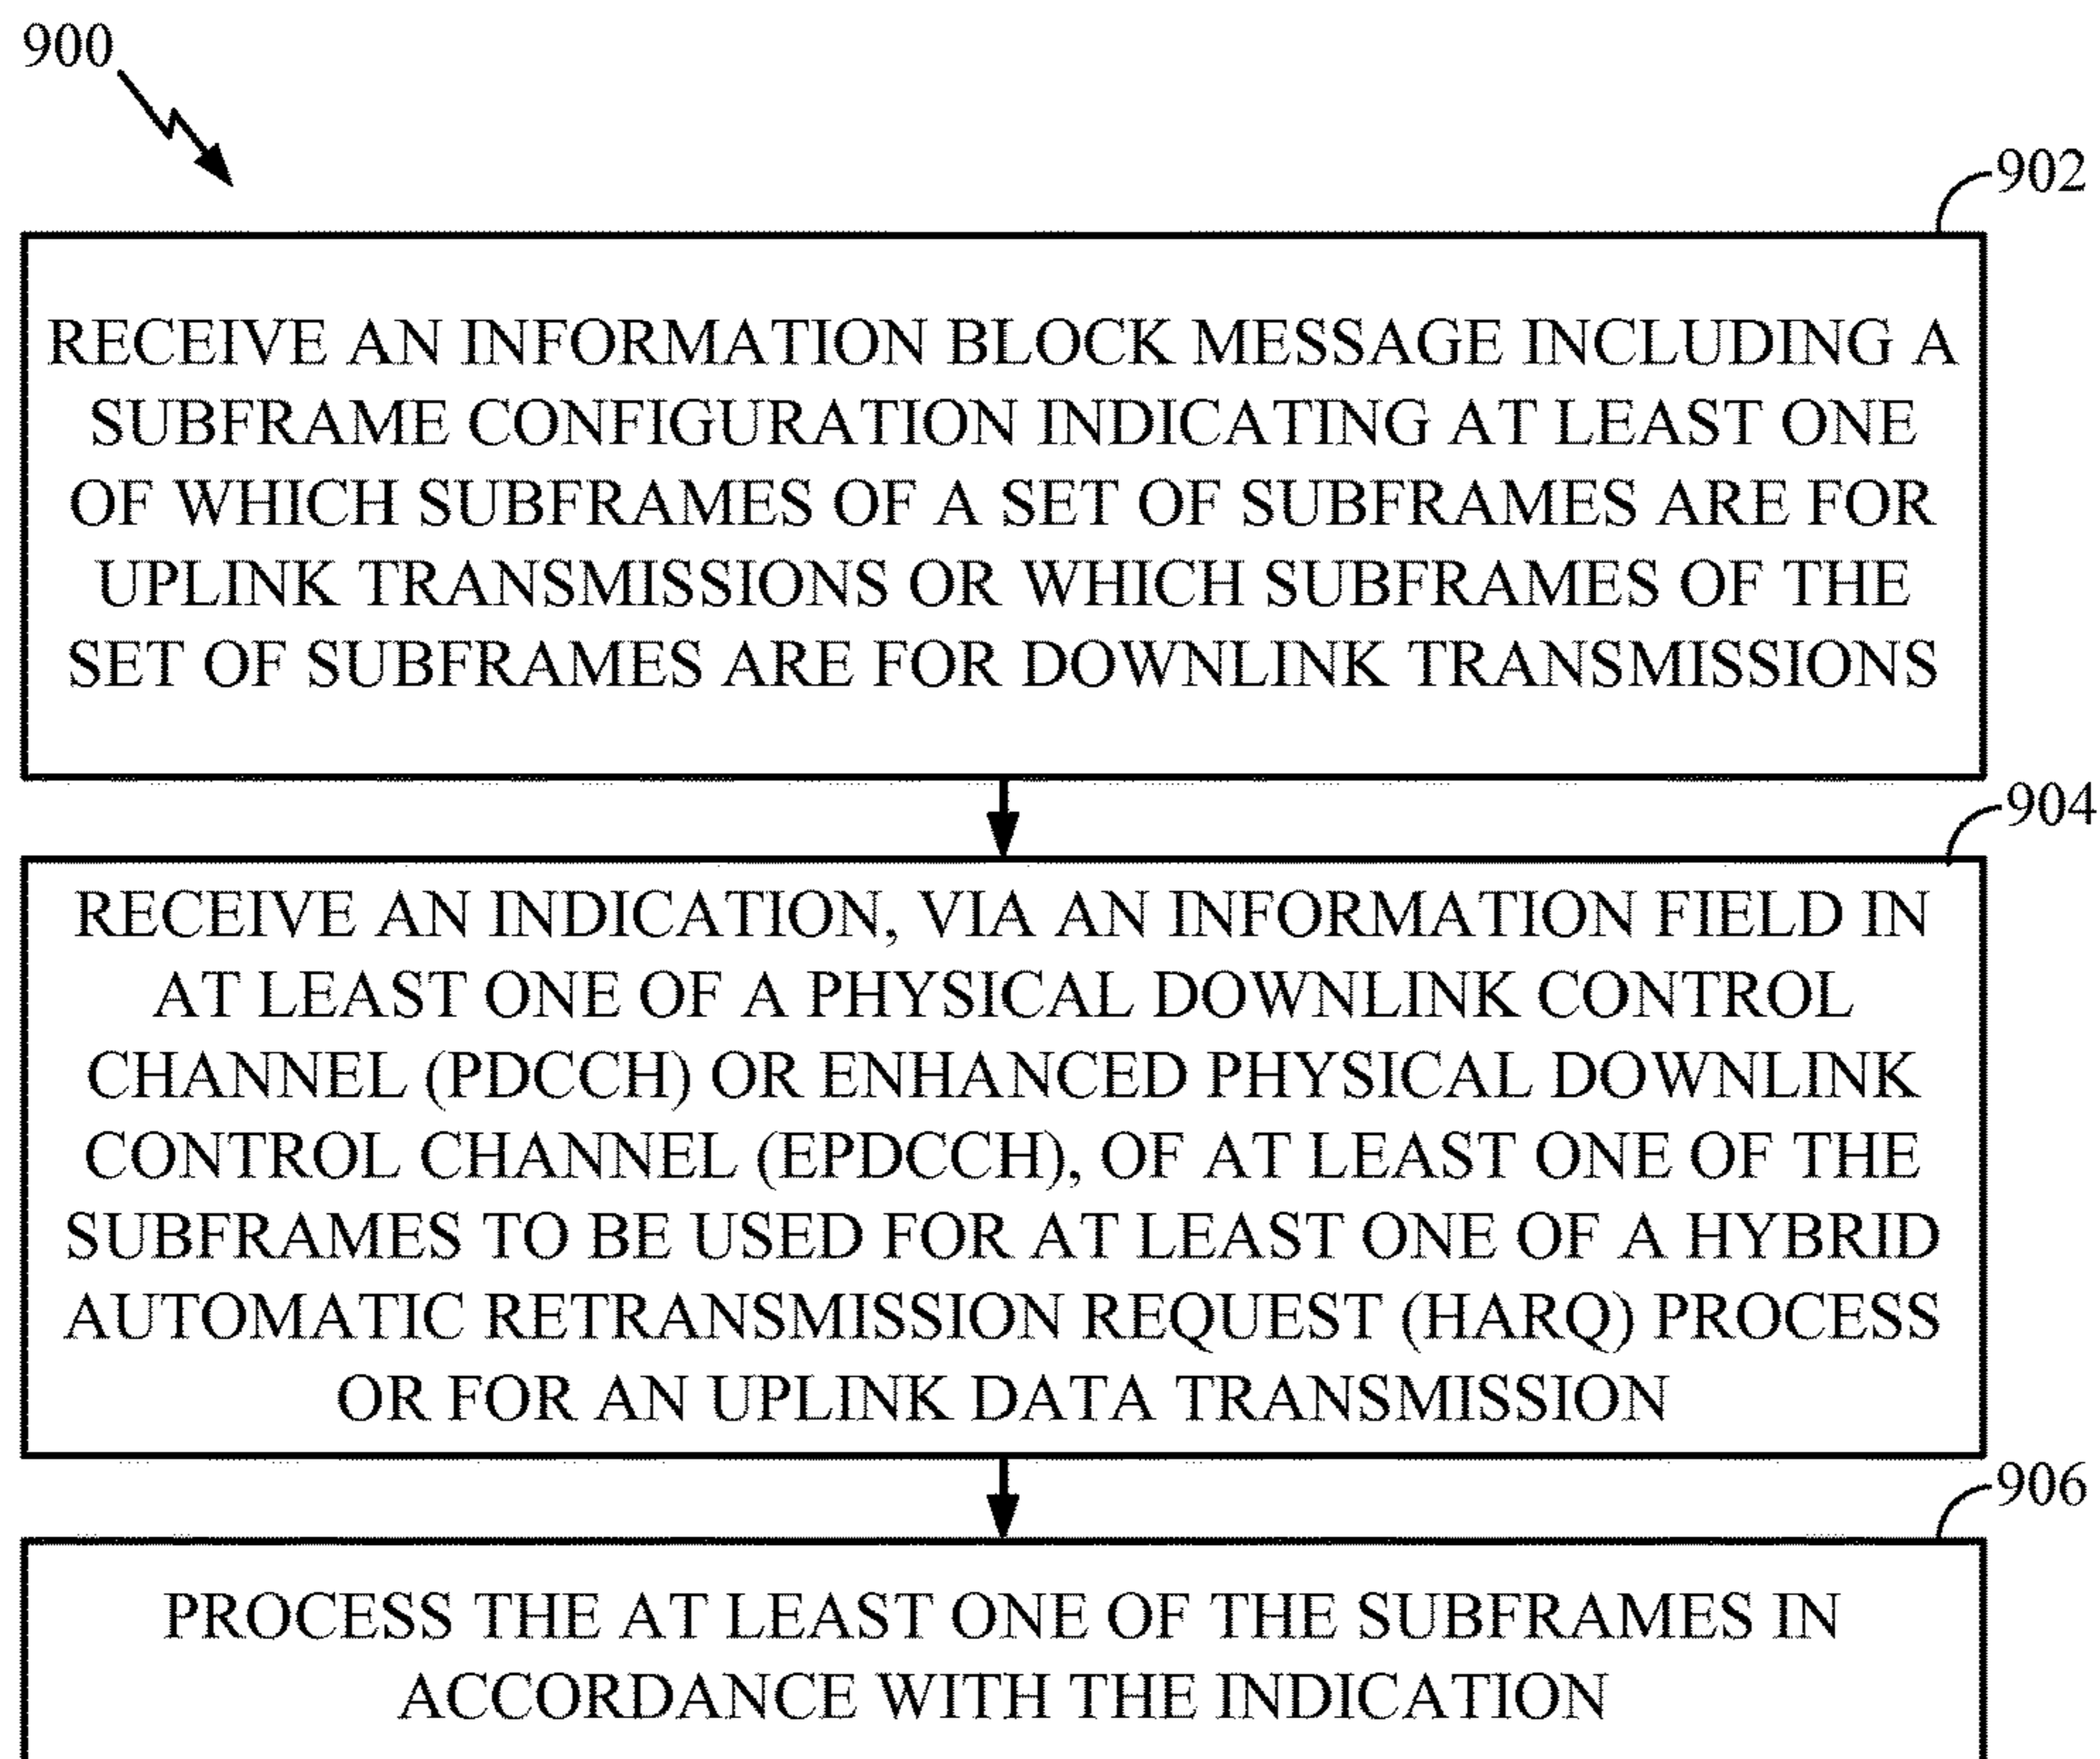 900
902
RECEIVE AN INFORMATION BLOCK MESSAGE INCLUDING A
SUBFRAME CONFIGURATION INDICATING AT LEAST ONE
OF WHICH SUBFRAMES OF A SET OF SUBFRAMES ARE FOR
UPLINK TRANSMISSIONS OR WHICH SUBFRAMES OF THE
SET OF SUBFRAMES ARE FOR DOWNLINK TRANSMISSIONS
904
RECEIVE AN INDICATION, VIA AN INFORMATION FIELD IN
AT LEAST ONE OF A PHYSICAL DOWNLINK CONTROL
CHANNEL (PDCCH) OR ENHANCED PHYSICAL DOWNLINK
CONTROL CHANNEL (EPDCCH), OF AT LEAST ONE OF THE
SUBFRAMES TO BE USED FOR AT LEAST ONE OF A HYBRID
AUTOMATIC RETRANSMISSION REQUEST (HARQ) PROCESS
OR FOR AN UPLINK DATA TRANSMISSION
906
PROCESS THE AT LEAST ONE OF THE SUBFRAMES IN
ACCORDANCE WITH THE INDICATION